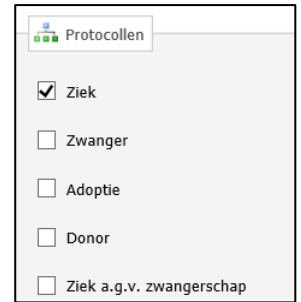 Protocollen
Ziek
Zwanger
Adoptie
Donor
Ziek a.g.v. zwangerschap